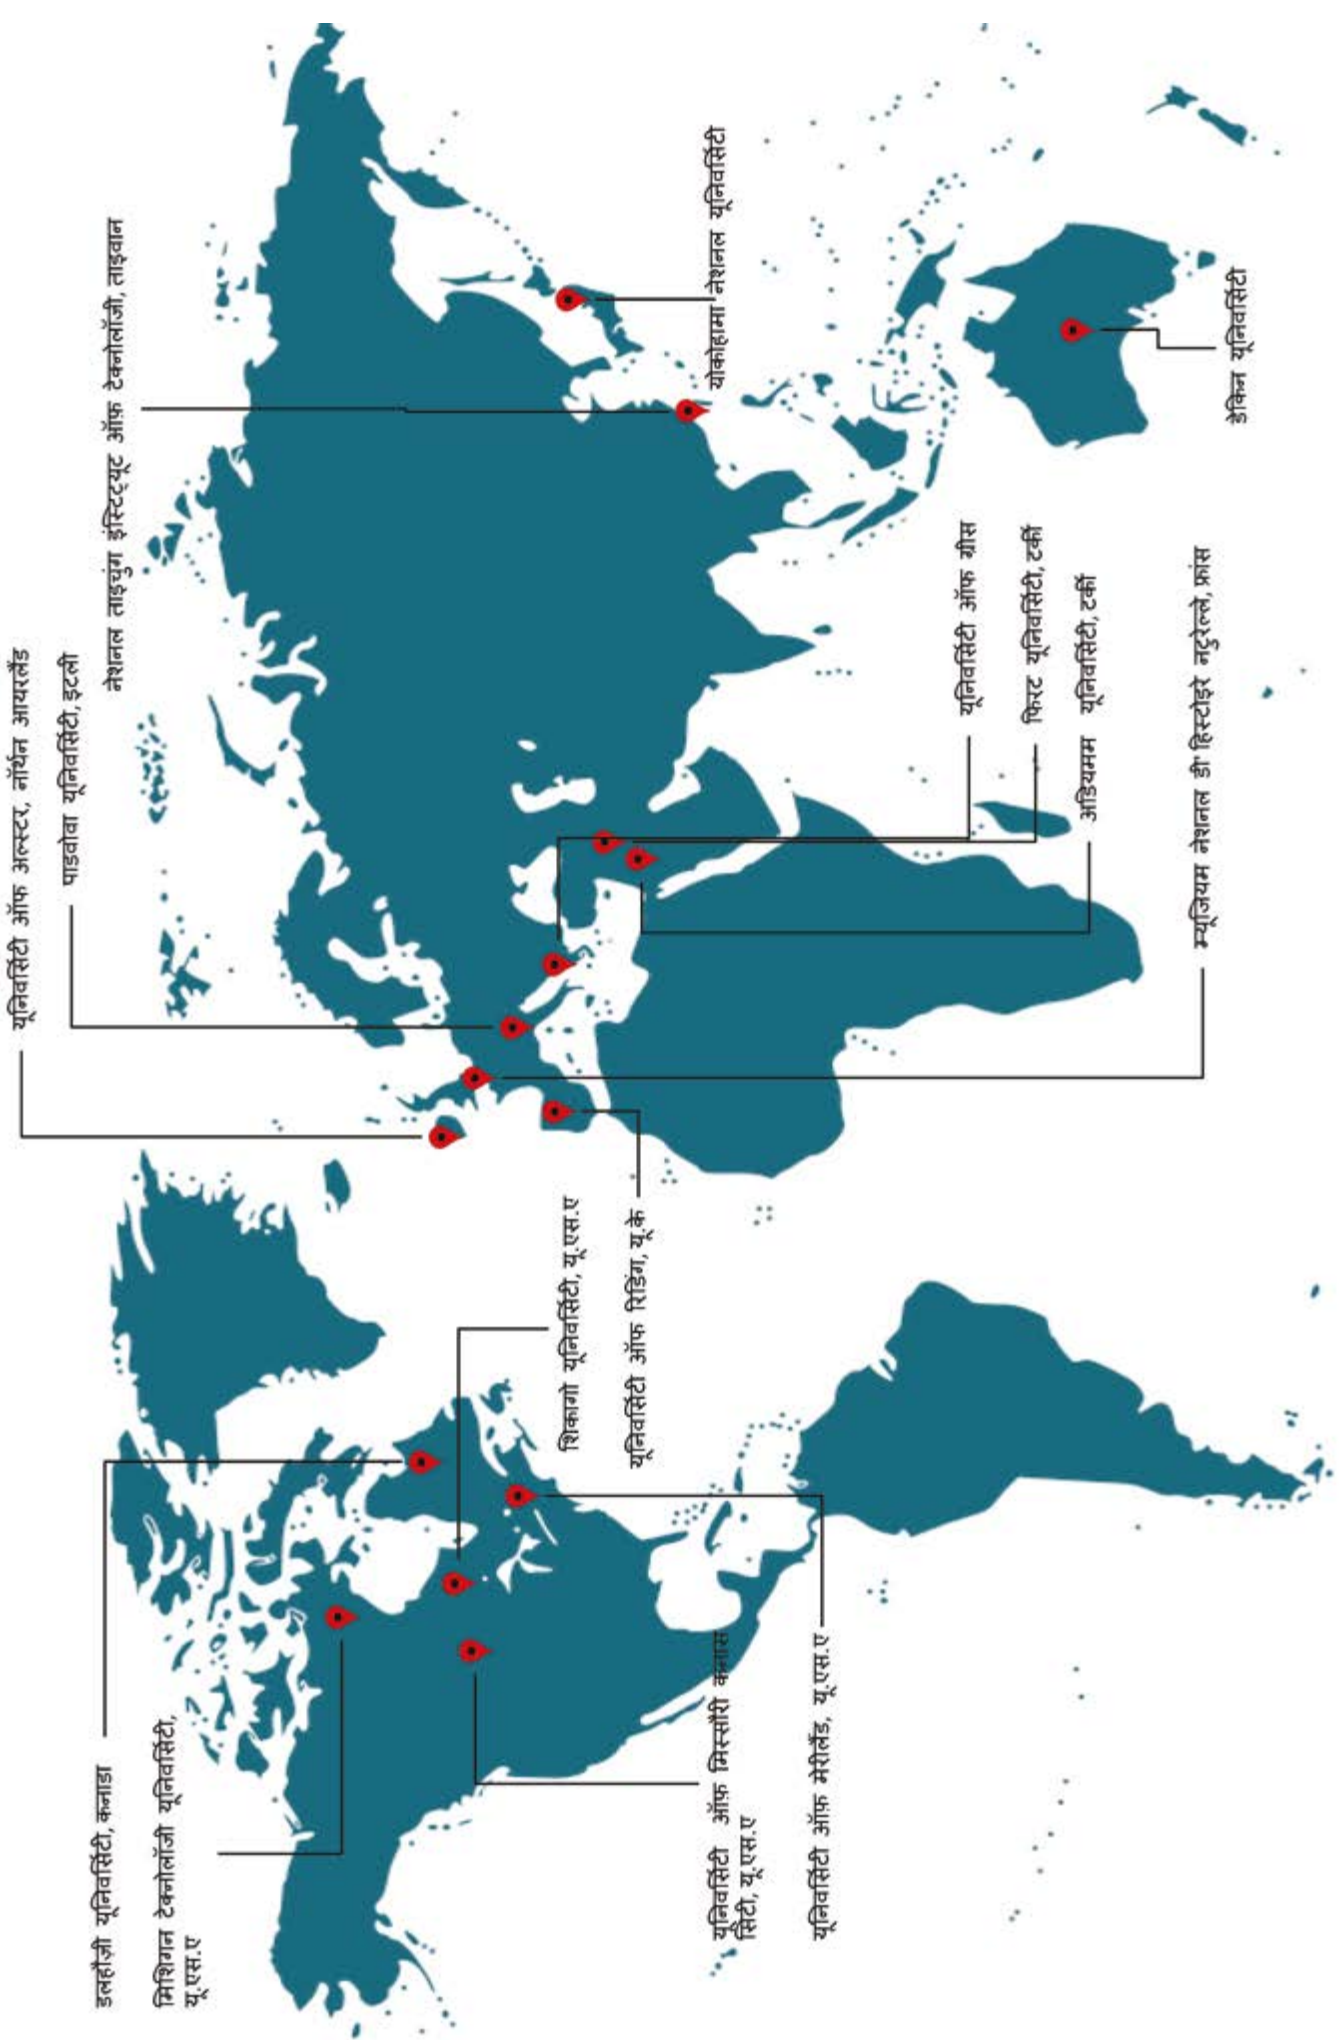 यूनिवर्सिटी ऑफ अल्स्टर, नॉर्थन आयरलैंड
पाडवोवा यूनिवर्सिटी, इटली
नेशनल ताइचुंग इंस्टिट्यूट ऑफ़ टेक्नोलॉजी, ताइवान
डलहौज़ी यूनिवर्सिटी, कनाडा
मिशिगन टेक्नोलॉजी यूनिवर्सिटी,
यू.एस.ए
शिकागो यूनिवर्सिटी, यू.एस.ए
यूनिवर्सिटी ऑफ रिडिंग, यू.के
योकोहामा नेशनल यूनिवर्सिटी
यूनिवर्सिटी ऑफ़ मिस्सौरी कनास
सिटी, यू.एस.ए
यूनिवर्सिटी ऑफ़ मेरीलैंड, यू.एस.ए
यूनिवर्सिटी ऑफ ग्रीस
फिरट यूनिवर्सिटी, टर्की
अडियमम यूनिवर्सिटी, टर्की
म्यूजियम नेशनल डी' हिस्टोइरे नटुरेल्ले, फ्रांस
डेकिन यूनिवर्सिटी